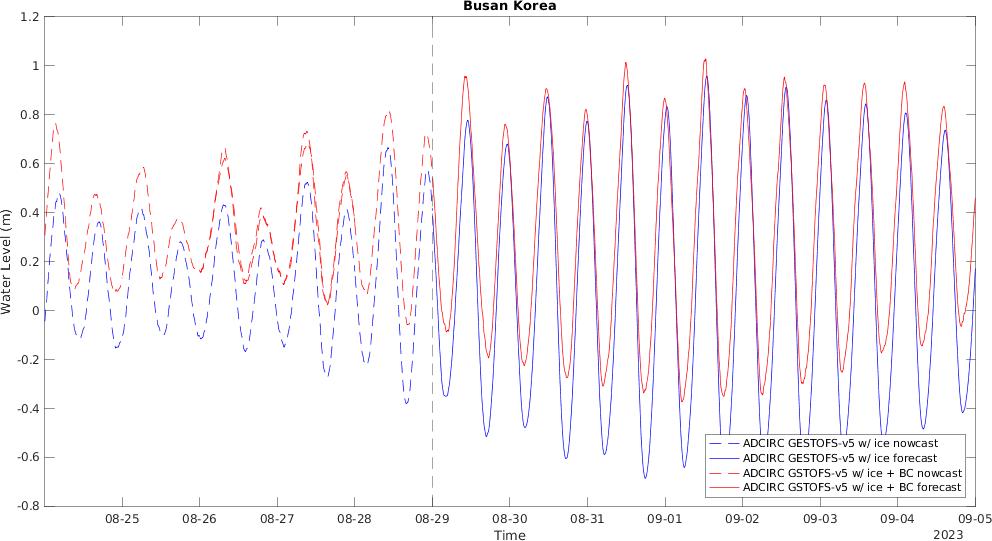 Busan Korea
Water Level (m)
1.2
1
0.8
0.6
0.4
0.2
0
-0.2
-0.4
-0.6
-0.8
ADCIRC GESTOFS-v5 w/ ice nowcast
ADCIRC GESTOFS-v5 w/ ice forecast
ADCIRC GSTOFS-v5 w/ ice + BC nowcast
ADCIRC GSTOFS-v5 w/ ice + BC forecast
08-25 08-26 08-27 08-28 08-29 08-30 08-31 09-01 09-02 09-03 09-04 09-05
Time
2023